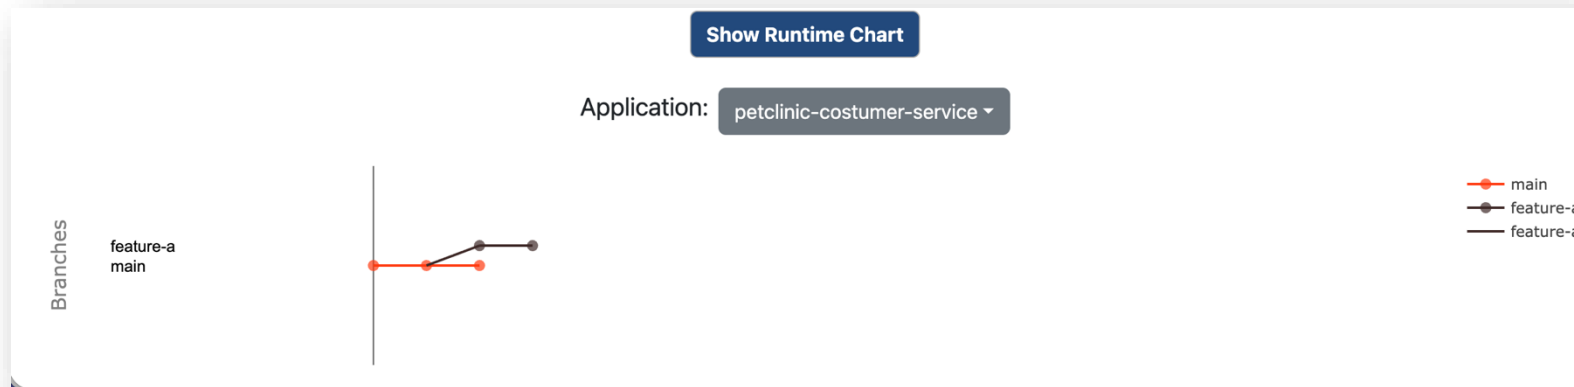 Show Runtime Chart
Application: petclinic-costumer-service
Branches
feature-a
main
main
feature-a
feature-a